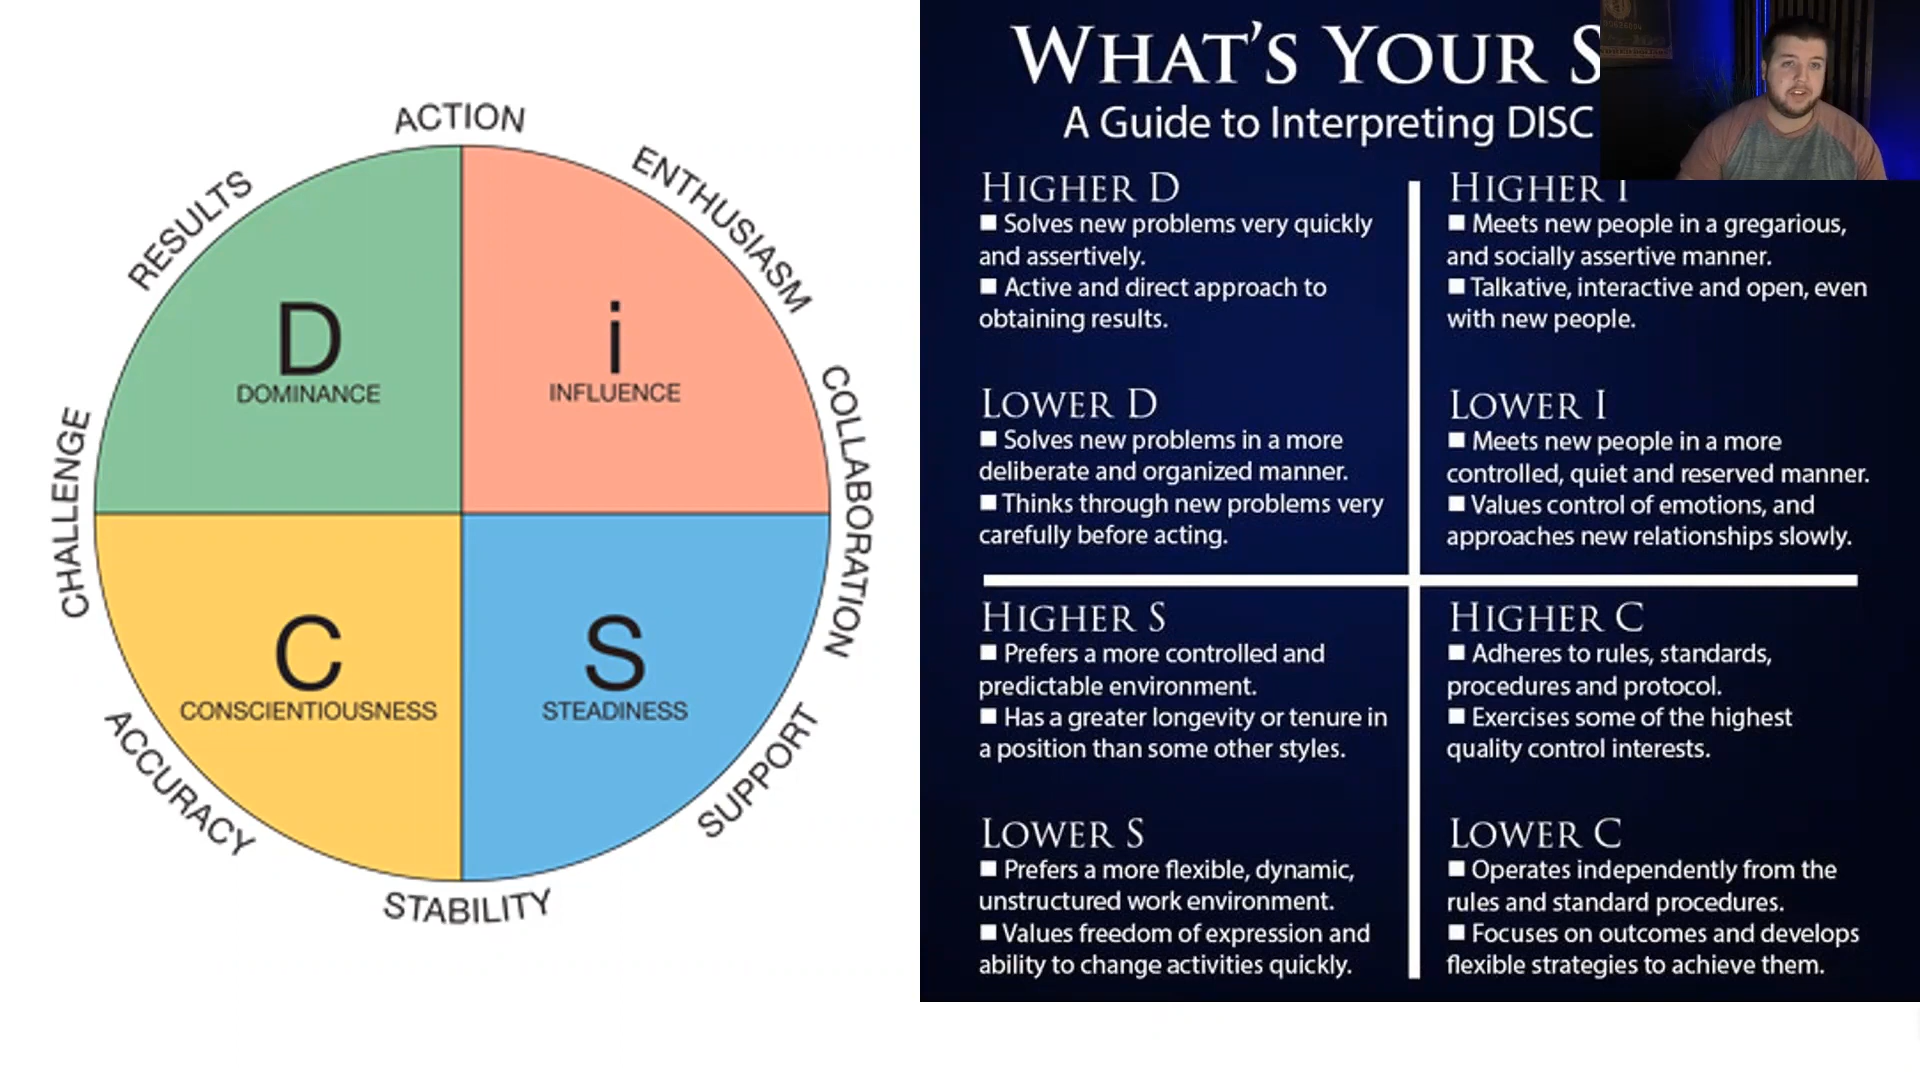 ACTION
ENTHUSIASM
RESULTS
D
DOMINANCE
i
INFLUENCE
COLLABORATION
CHALLENGE
C
CONSCIENTIOUSNESS
S
STEADINESS
ACCURACY
SUPPORT
STABILITY
WHAT'S YOUR S
A Guide to Interpreting DISC
HIGHER D
■ Solves new problems very quickly
and assertively.
■ Active and direct approach to
obtaining results.
LOWER D
■ Solves new problems in a more
deliberate and organized manner.
■ Thinks through new problems very
carefully before acting.
HIGHER I
■ Meets new people in a gregarious,
and socially assertive manner.
■ Talkative, interactive and open, even
with new people.
LOWER I
■ Meets new people in a more
controlled, quiet and reserved manner.
■ Values control of emotions, and
approaches new relationships slowly.
HIGHER S
■ Prefers a more controlled and
predictable environment.
■ Has a greater longevity or tenure in
a position than some other styles.
LOWER S
■ Prefers a more flexible, dynamic,
unstructured work environment.
■ Values freedom of expression and
ability to change activities quickly.
HIGHER C
■ Adheres to rules, standards,
procedures and protocol.
■ Exercises some of the highest
quality control interests.
LOWER C
■ Operates independently from the
rules and standard procedures.
■ Focuses on outcomes and develops
flexible strategies to achieve them.